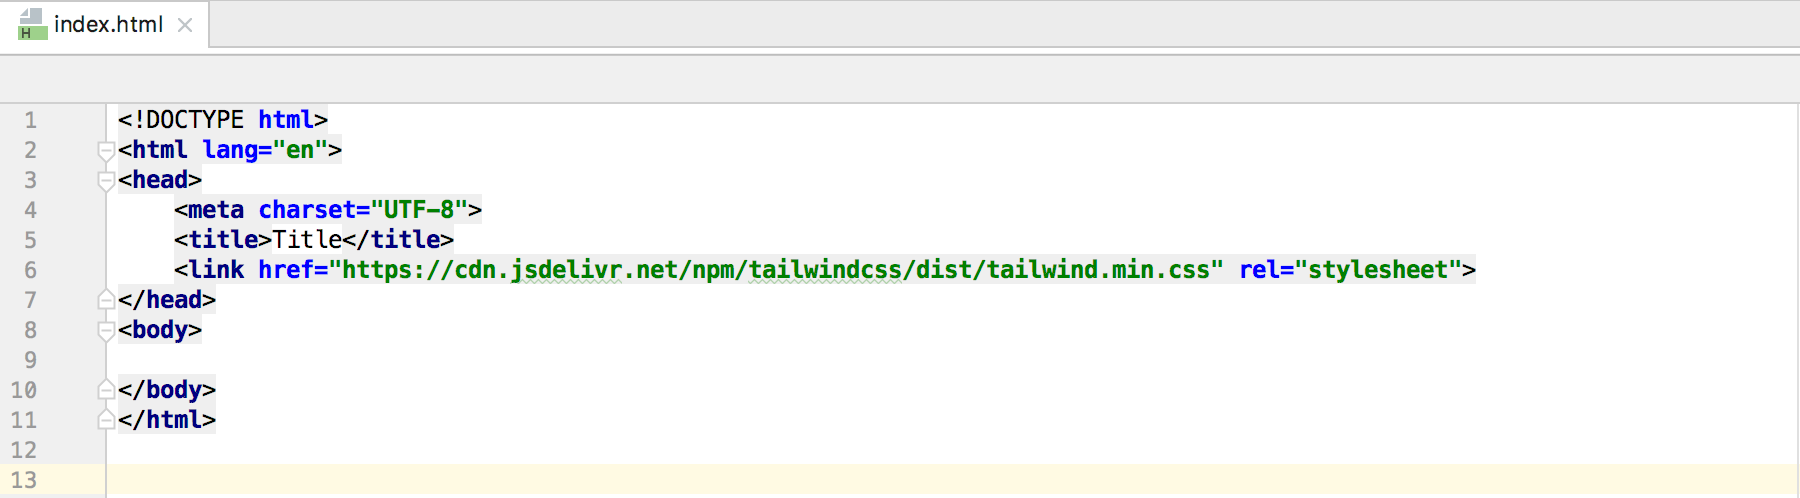 index.html
H
1 <!DOCTYPE html>
2 <html lang="en">
3 <head>
4     <meta charset="UTF-8">
5     <title>Title</title>
6     <link href="https://cdn.jsdelivr.net/npm/tailwindcss/dist/tailwind.min.css" rel="stylesheet">
7 </head>
8 <body>
9
10 </body>
11 </html>
12
13